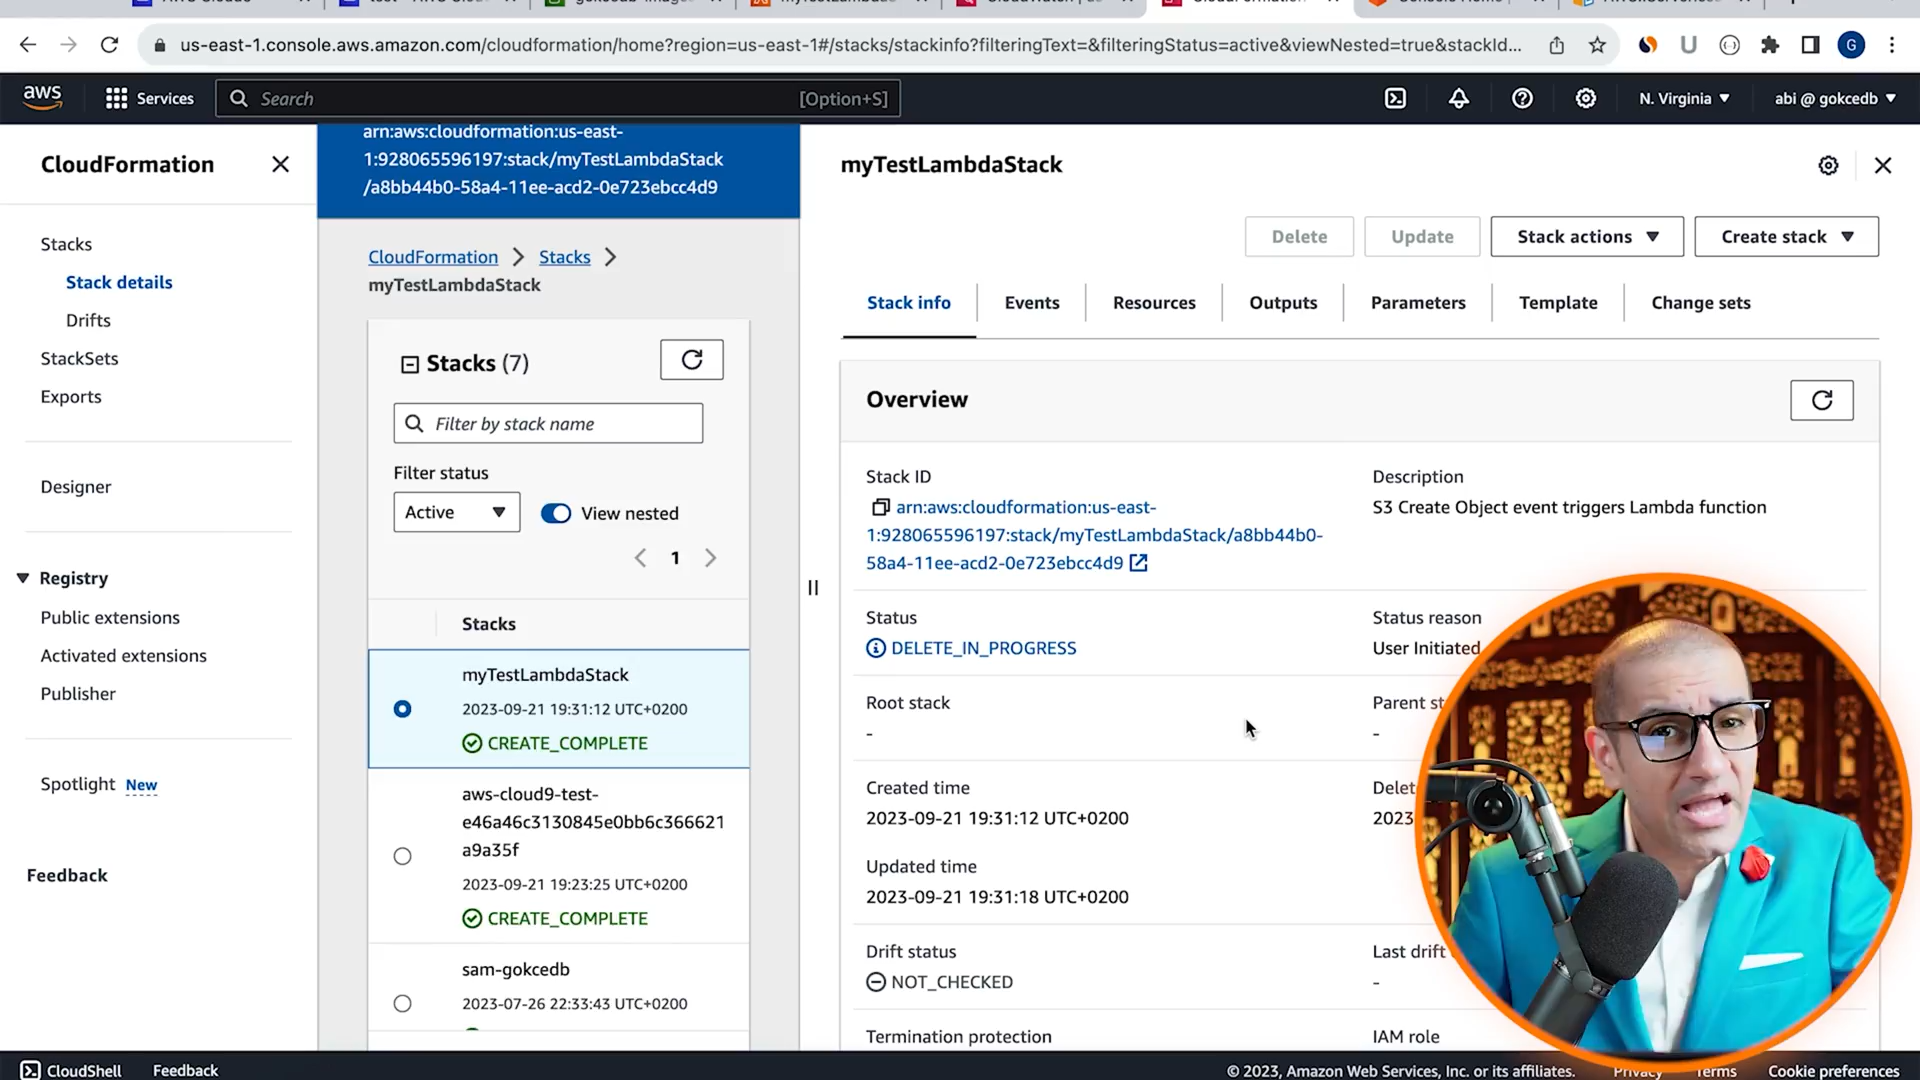 us-east-1.console.aws.amazon.com/cloudformation/home?region=us-east-1#/stacks/stackinfo?filteringText=&filteringStatus=active&viewNested=true&stackId...
G
aws
Services
Search
[Option+S]
N. Virginia
abi @ gokcedb
CloudFormation
Stacks
Stack details
Drifts
StackSets
Exports
Designer
Registry
Public extensions
Activated extensions
Publisher
Spotlight New
Feedback
arn:aws:cloudformation:us-east-
1:928065596197:stack/myTestLambdaStack
/a8bb44b0-58a4-11ee-acd2-0e723ebcc4d9
CloudFormation
Stacks
myTestLambdaStack
Stacks (7)
Filter by stack name
Filter status
Active
View nested
1
Stacks
myTestLambdaStack
2023-09-21 19:31:12 UTC+0200
CREATE_COMPLETE
aws-cloud9-test-
e46a46c3130845e0bb6c366621
a9a35f
2023-09-21 19:23:25 UTC+0200
CREATE_COMPLETE
sam-gokcedb
2023-07-26 22:33:43 UTC+0200
myTestLambdaStack
Delete
Update
Stack actions
Create stack
Stack info
Events
Resources
Outputs
Parameters
Template
Change sets
Overview
Stack ID
arn:aws:cloudformation:us-east-
1:928065596197:stack/myTestLambdaStack/a8bb44b0-
58a4-11ee-acd2-0e723ebcc4d9
Description
S3 Create Object event triggers Lambda function
Status
DELETE_IN_PROGRESS
Status reason
User Initiated
Root stack
-
Parent st
-
Created time
2023-09-21 19:31:12 UTC+0200
Delet
2023
Updated time
2023-09-21 19:31:18 UTC+0200
Drift status
NOT_CHECKED
Last drift
-
Termination protection
IAM role
CloudShell
Feedback
© 2023, Amazon Web Services, Inc. or its affiliates.
Privacy
Terms
Cookie preferences